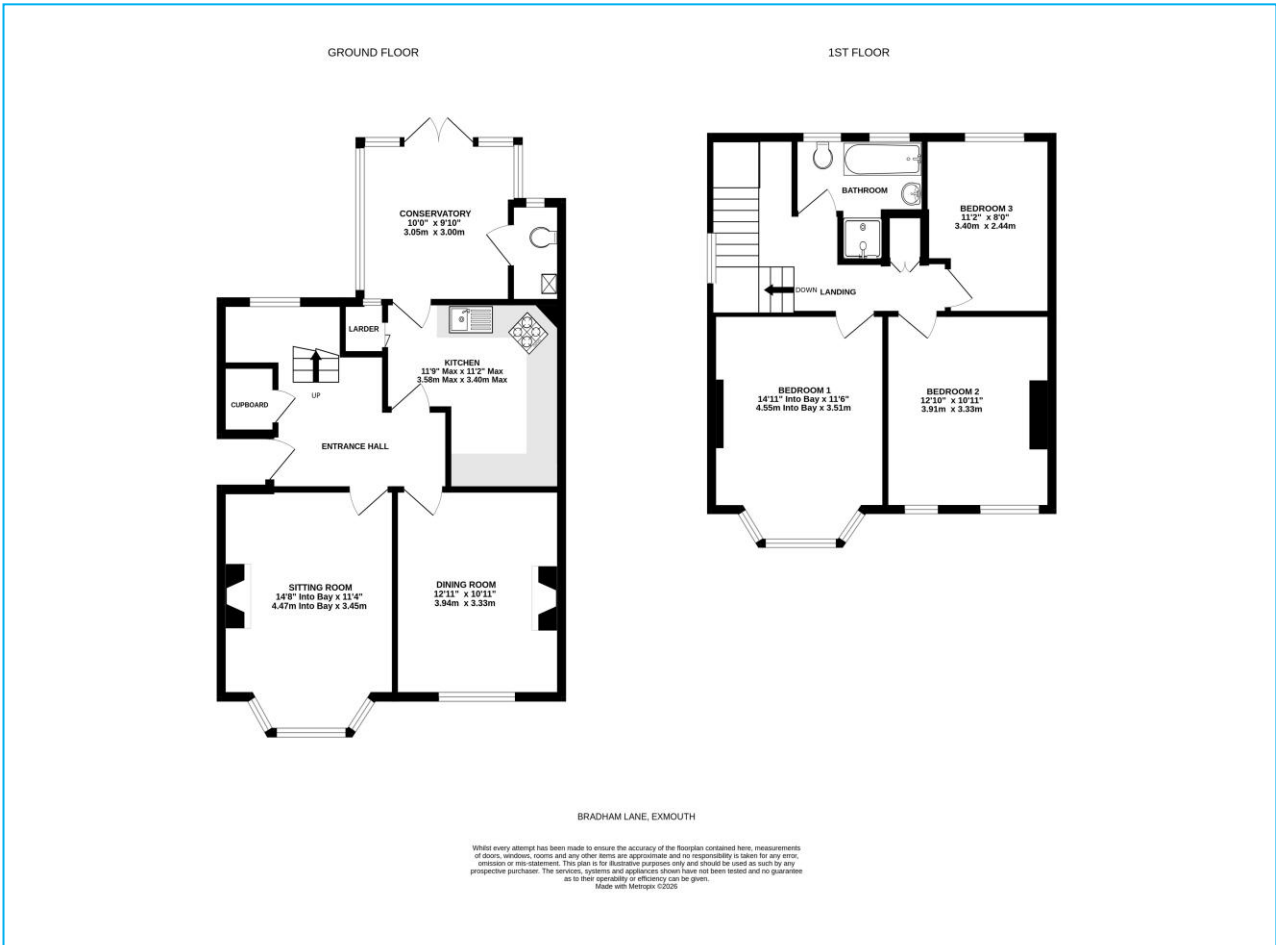 GROUND FLOOR
CONSERVATORY
10'0" x 9'10"
3.05m x 3.00m
LARDER
KITCHEN
11'9" Max x 11'2" Max
3.58m Max x 3.40m Max
UP
CUPBOARD
ENTRANCE HALL
SITTING ROOM
14'8" Into Bay x 11'4"
4.47m Into Bay x 3.45m
DINING ROOM
12'11" x 10'11"
3.94m x 3.33m
1ST FLOOR
BATHROOM
BEDROOM 3
11'2" x 8'0"
3.40m x 2.44m
DOWN
LANDING
BEDROOM 1
14'11" Into Bay x 11'6"
4.55m Into Bay x 3.51m
BEDROOM 2
12'10" x 10'11"
3.91m x 3.33m
BRADHAM LANE, EXMOUTH
Whilst every attempt has been made to ensure the accuracy of the floorplan contained here, measurements
of doors, windows, rooms and any other items are approximate and no responsibility is taken for any error,
omission or mis-statement. This plan is for illustrative purposes only and should be used as such by any
prospective purchaser. The services, systems and appliances shown have not been tested and no guarantee
as to their operability or efficiency can be given.
Made with Metropix ©2026